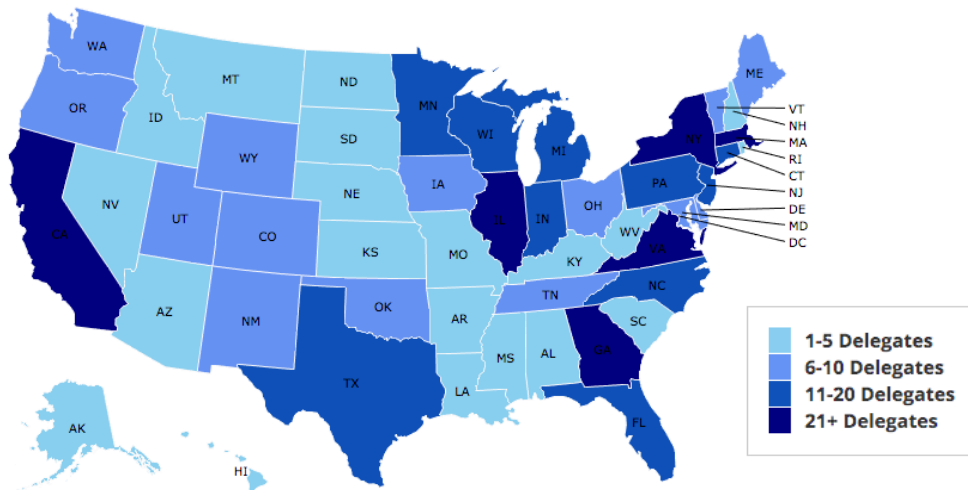 WA
ME
MT
ND
VT
OR
MN
NH
ID
WI
NY
MA
SD
MI
RI
WY
CT
PA
NJ
IA
NE
DE
NV
OH
MD
UT
IL
IN
DC
CO
WV
CA
VA
KS
MO
KY
NC
TN
OK
AZ
NM
AR
SC
MS
AL
GA
TX
LA
FL
AK
HI
1-5 Delegates
6-10 Delegates
11-20 Delegates
21+ Delegates